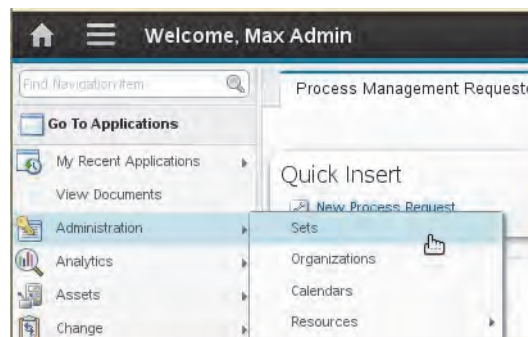 Welcome, Max Admin
Find Navigation Item
Process Management Requeste
Go To Applications
My Recent Applications
View Documents
Quick Insert
New Process Request
Administration
Sets
Analytics
Organizations
Assets
Calendars
Change
Resources